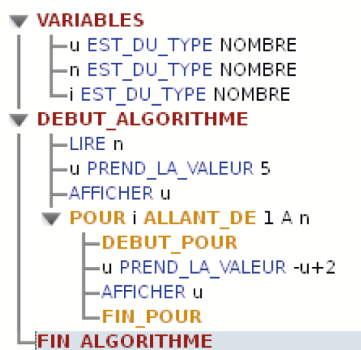 VARIABLES
u EST_DU_TYPE NOMBRE
n EST_DU_TYPE NOMBRE
i EST_DU_TYPE NOMBRE
DEBUT_ALGORITHME
LIRE n
u PREND_LA_VALEUR 5
AFFICHER u
POUR i ALLANT_DE 1 A n
DEBUT_POUR
u PREND_LA_VALEUR -u+2
AFFICHER u
FIN_POUR
FIN_ALGORITHME